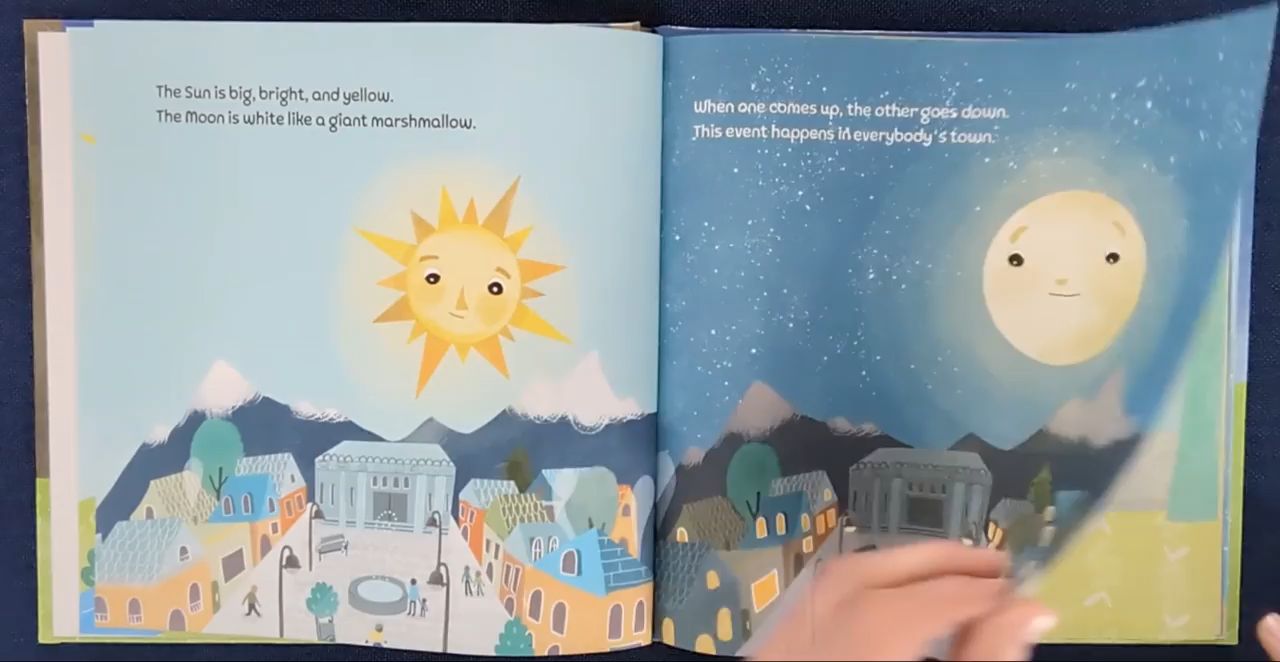 The Sun is big, bright, and yellow.
The Moon is white like a giant marshmallow.
When one comes up, the other goes down.
This event happens in everybody's town.